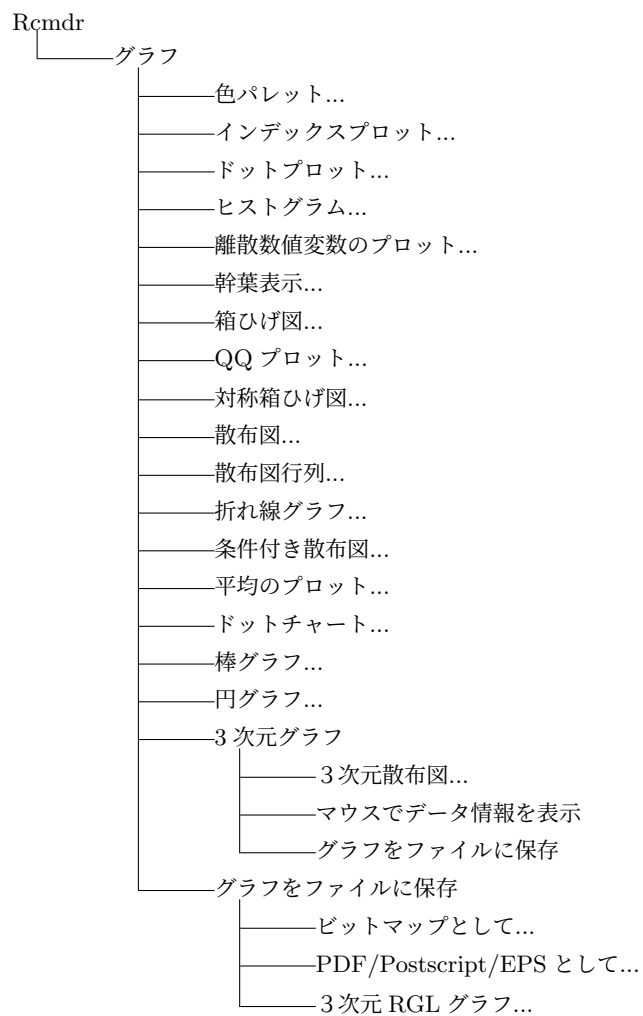 Rcmdr
グラフ
色パレット...
インデックスプロット...
ドットプロット...
ヒストグラム...
離散数値変数のプロット...
幹葉表示...
箱ひげ図...
QQ プロット...
対称箱ひげ図...
散布図...
散布図行列...
折れ線グラフ...
条件付き散布図...
平均のプロット...
ドットチャート...
棒グラフ...
円グラフ...
3 次元グラフ
３次元散布図...
マウスでデータ情報を表示
グラフをファイルに保存
グラフをファイルに保存
ビットマップとして...
PDF/Postscript/EPS として...
３次元 RGL グラフ...